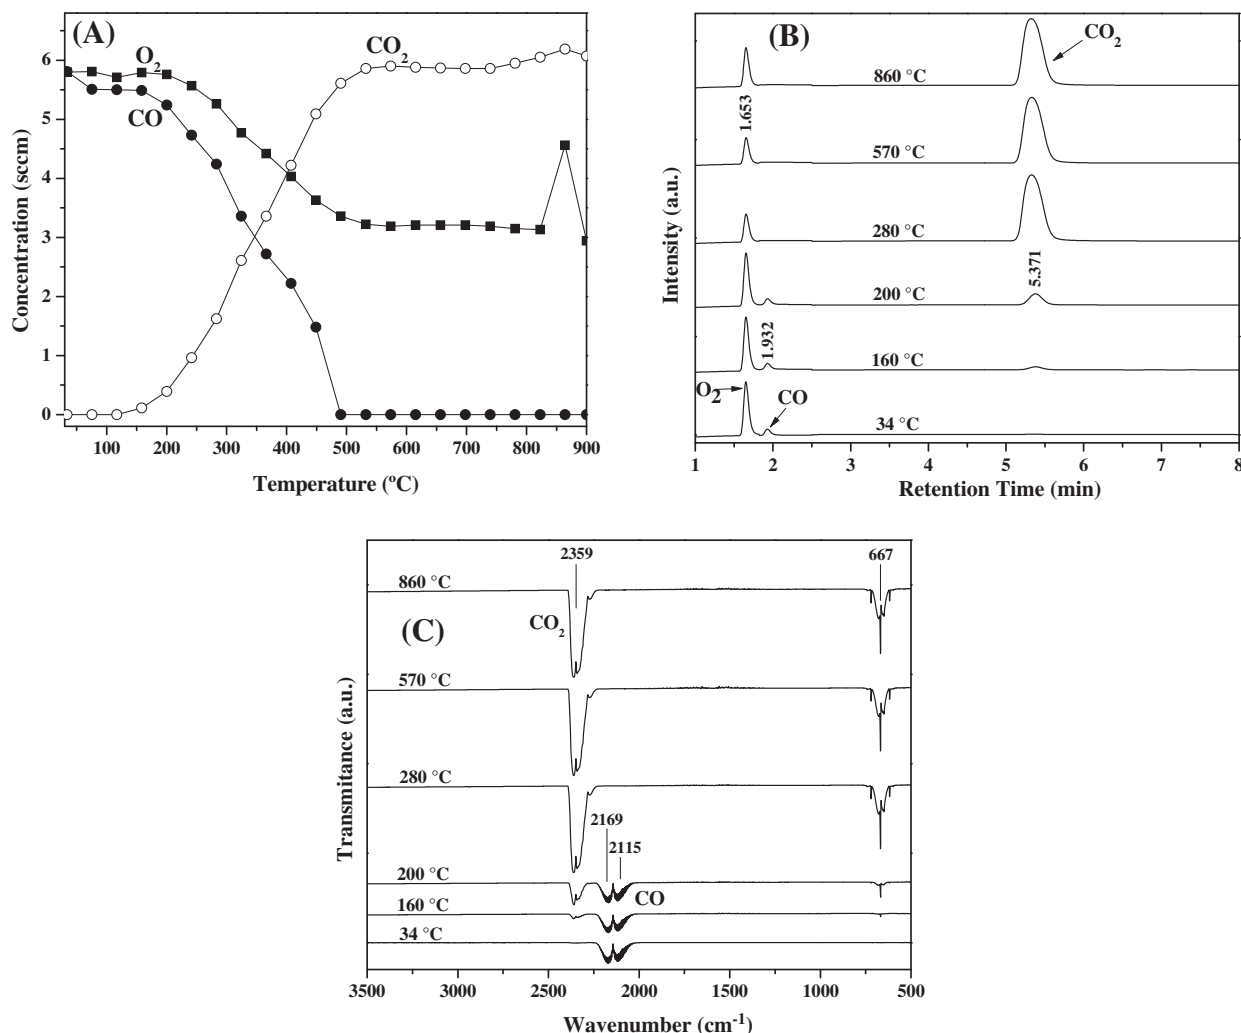 (A)
O2
CO2
CO
6
5
4
3
2
1
0
100 200 300 400 500 600 700 800 900
Concentration (sccm)
Temperature (ºC)
(B)
CO2
860 °C
1.653
570 °C
280 °C
5.371
200 °C
1.932
160 °C
O2
CO
34 °C
1 2 3 4 5 6 7 8
Intensity (a.u.)
Retention Time (min)
2359
667
860 °C
CO2
(C)
570 °C
280 °C
2169
2115
200 °C
CO
160 °C
34 °C
3500 3000 2500 2000 1500 1000 500
Transmitance (a.u.)
Wavenumber (cm-1)